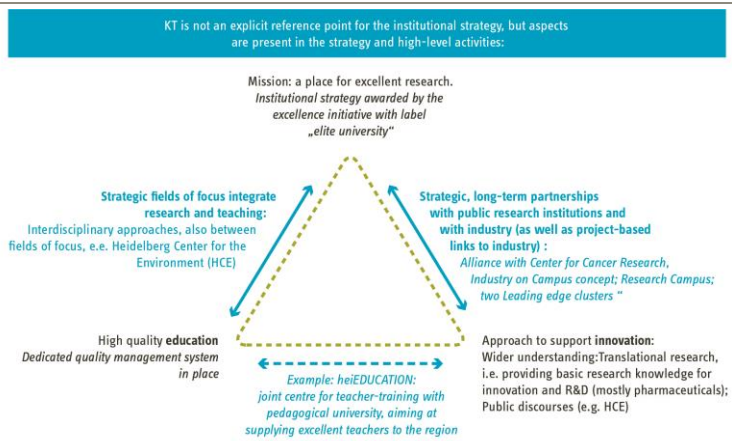 KT is not an explicit reference point for the institutional strategy, but aspects
are present in the strategy and high-level activities:
Mission: a place for excellent research.
Institutional strategy awarded by the
excellence initiative with label
„elite university“
Strategic fields of focus integrate
research and teaching:
Interdisciplinary approaches, also between
fields of focus, e.e. Heidelberg Center for the
Environment (HCE)
Strategic, long-term partnerships
with public research institutions and
with industry (as well as project-based
links to industry) :
Alliance with Center for Cancer Research,
Industry on Campus concept; Research Campus;
two Leading edge clusters “
High quality education
Dedicated quality management system
in place
Example: heiEDUCATION:
joint centre for teacher-training with
pedagogical university, aiming at
supplying excellent teachers to the region
Approach to support innovation:
Wider understanding:Translational research,
i.e. providing basic research knowledge for
innovation and R&D (mostly pharmaceuticals);
Public discourses (e.g. HCE)